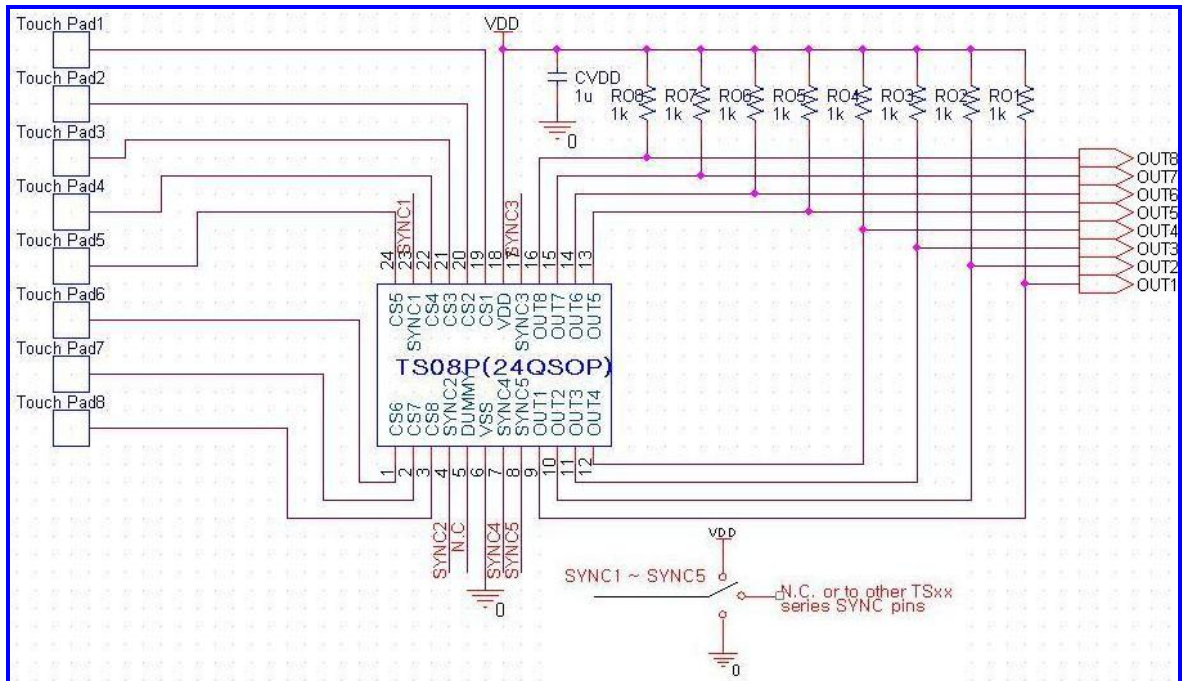 Touch Pad1
Touch Pad2
Touch Pad3
Touch Pad4
Touch Pad5
Touch Pad6
Touch Pad7
Touch Pad8
VDD
CVDD
1u
0
RO8 RO7 RO6 RO5 RO4 RO3 RO2 RO1
1k 1k 1k 1k 1k 1k 1k 1k
OUT8
OUT7
OUT6
OUT5
OUT4
OUT3
OUT2
OUT1
SYNC1 SYNC3
24 23 22 21 20 19 18 17 16 15 14 13
CS5 SYNC1 CS4 CS3 CS2 CS1 VDD SYNC3 OUT8 OUT7 OUT6 OUT5
TS08P(24QSOP)
CS6 CS7 CS8 SYNC2 DUMMY VSS SYNC4 SYNC5 OUT1 OUT2 OUT3 OUT4
1 2 3 4 5 6 7 8 9 10 11 12
SYNC2 N.C SYNC4 SYNC5
0
VDD
SYNC1 ~ SYNC5
N.C. or to other TSxx
series SYNC pins
0